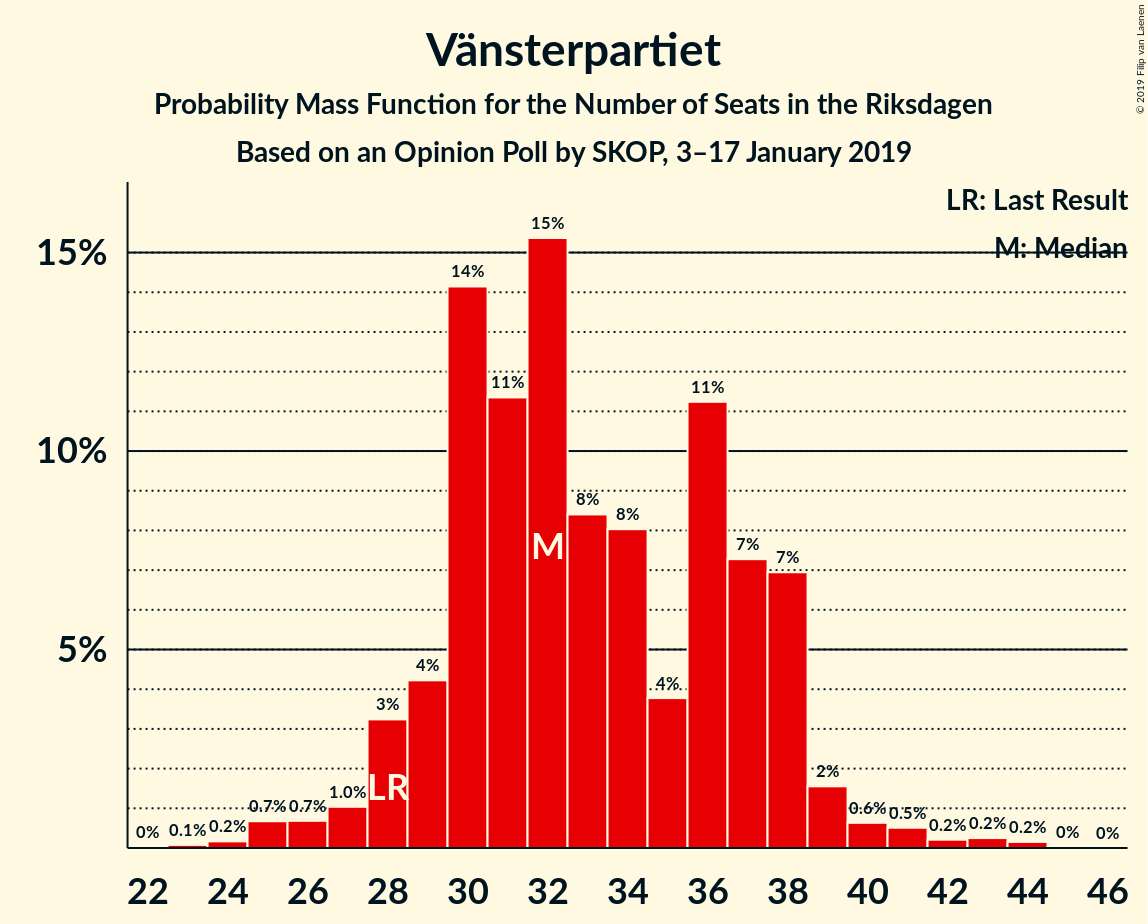 Vänsterpartiet
Probability Mass Function for the Number of Seats in the Riksdagen
Based on an Opinion Poll by SKOP, 3–17 January 2019
© 2019 Filip van Laenen
LR: Last Result
M: Median
15%
10%
5%
0% 0.1% 0.2% 0.7% 0.7% 1.0% 3% 4% 14% 11% 15% 8% 8% 4% 11% 7% 7% 2% 0.6% 0.5% 0.2% 0.2% 0.2% 0% 0%
LR M
22 24 26 28 30 32 34 36 38 40 42 44 46